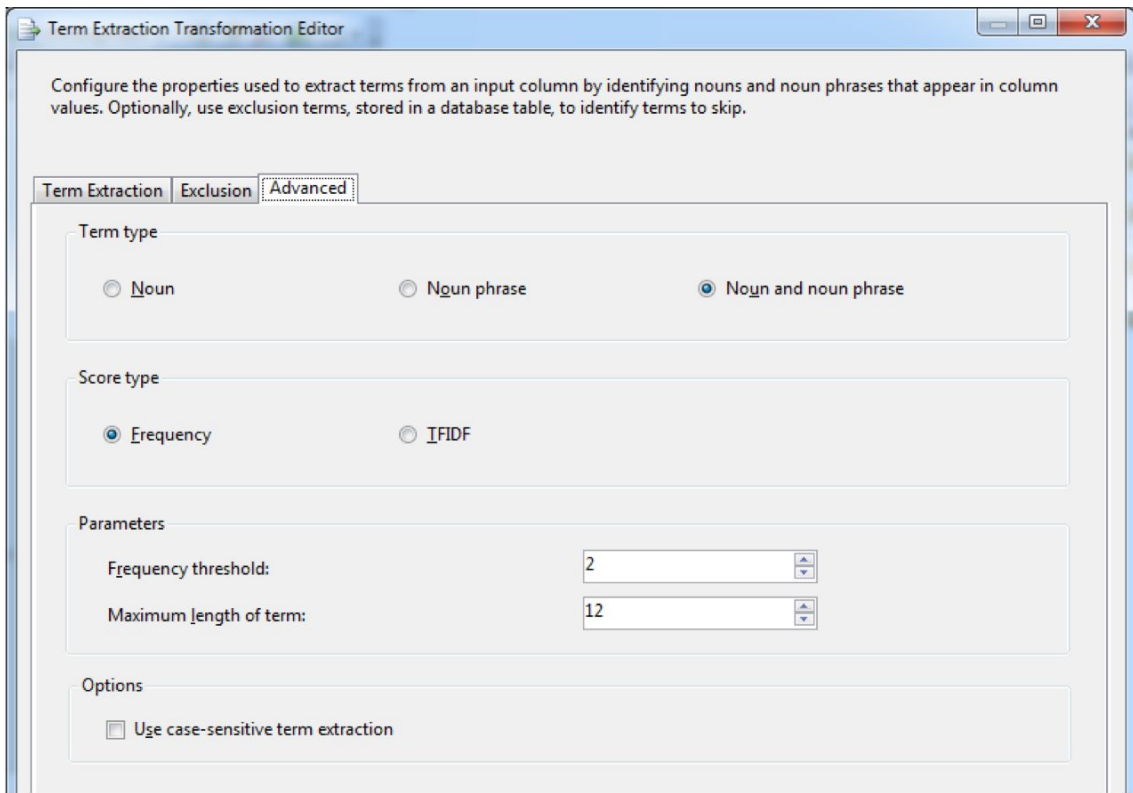 Term Extraction Transformation Editor
Configure the properties used to extract terms from an input column by identifying nouns and noun phrases that appear in column
values. Optionally, use exclusion terms, stored in a database table, to identify terms to skip.
Term Extraction Exclusion Advanced
Term type
Noun Noun phrase Noun and noun phrase
Score type
Frequency TFIDF
Parameters
Frequency threshold: 2
Maximum length of term: 12
Options
Use case-sensitive term extraction